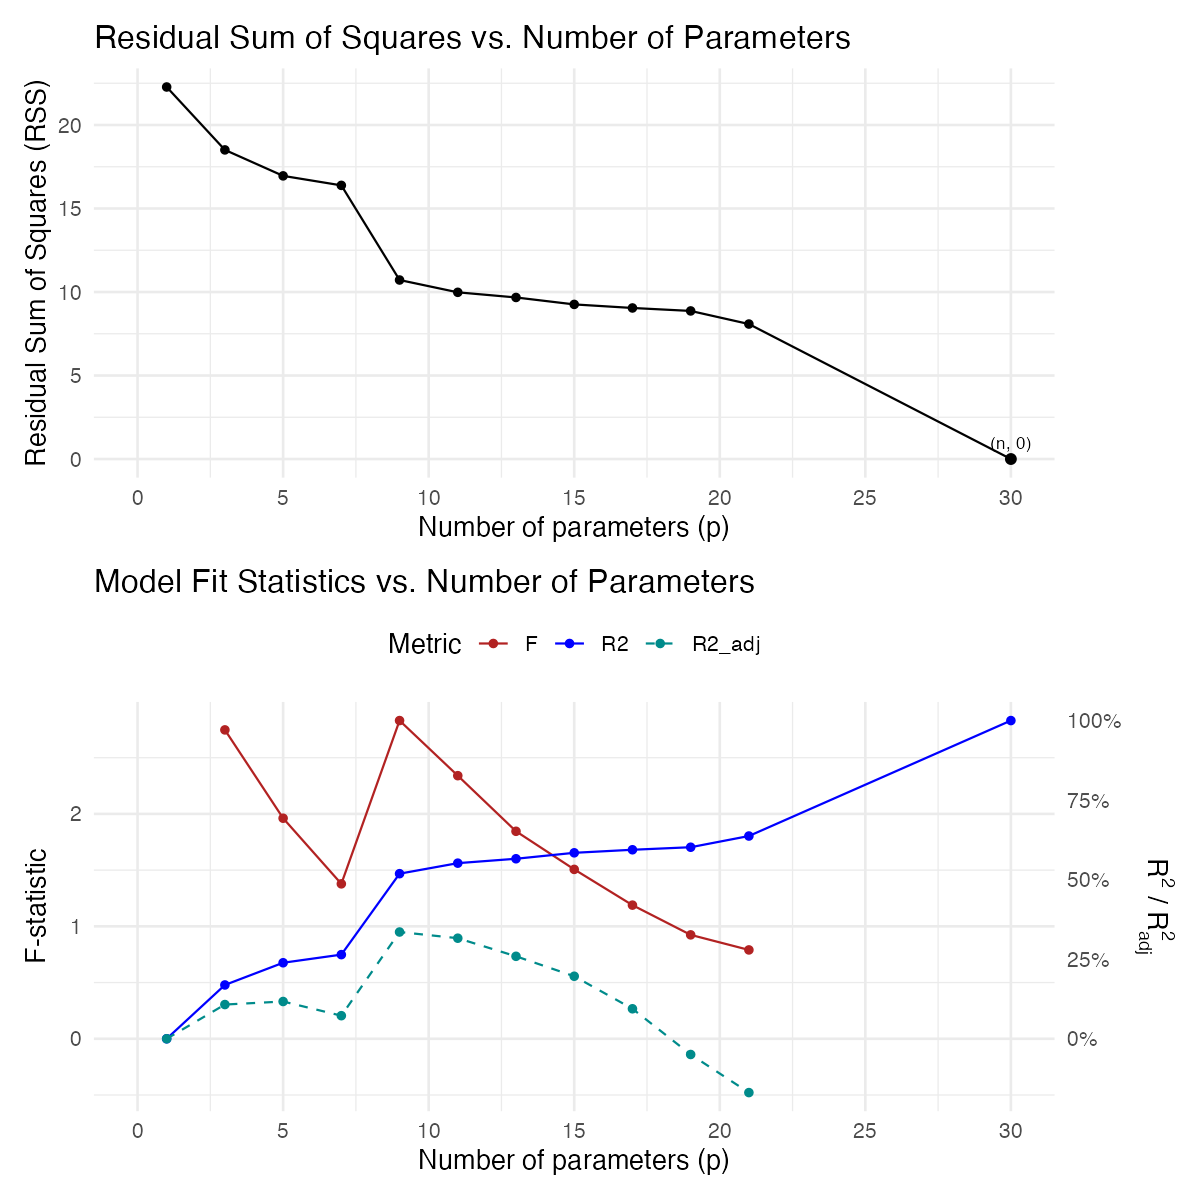 Residual Sum of Squares vs. Number of Parameters
Residual Sum of Squares (RSS)
20
15
10
5
0
(n, 0)
0 5 10 15 20 25 30
Number of parameters (p)
Model Fit Statistics vs. Number of Parameters
Metric F R2 R2_adj
F-statistic
2
1
0
100%
75%
50%
25%
0%
R² / R²adj
0 5 10 15 20 25 30
Number of parameters (p)